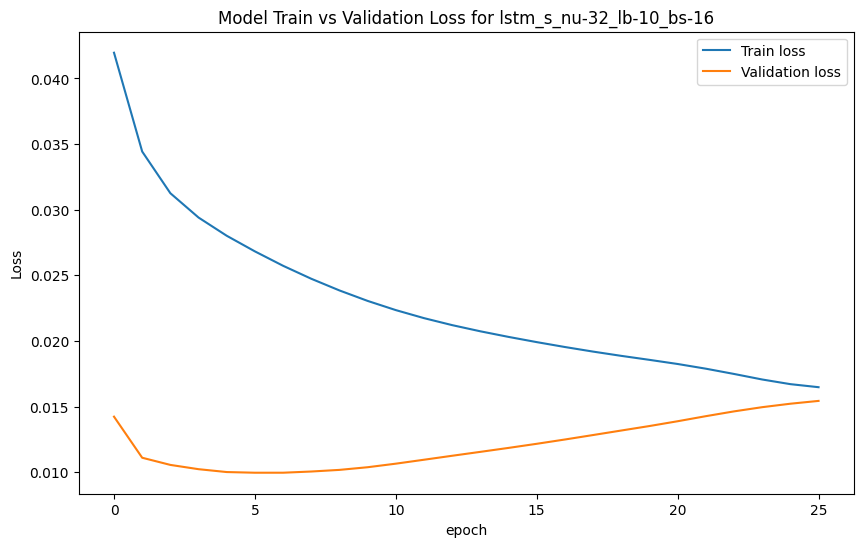 Model Train vs Validation Loss for lstm_s_nu-32_lb-10_bs-16
Train loss
Validation loss
0.040
0.035
0.030
0.025
0.020
0.015
0.010
Loss
0 5 10 15 20 25
epoch